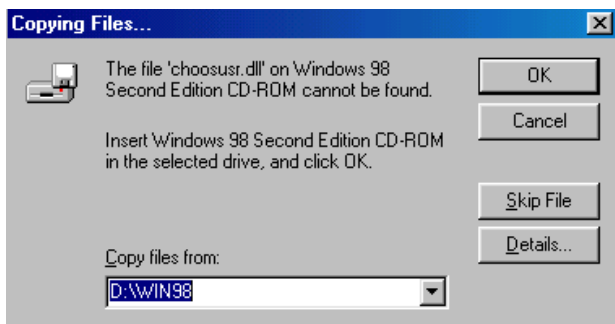 Copying Files...
The file 'choosusr.dll' on Windows 98
Second Edition CD-ROM cannot be found.
Insert Windows 98 Second Edition CD-ROM
in the selected drive, and click OK.
Copy files from:
D:\WIN98
OK
Cancel
Skip File
Details...